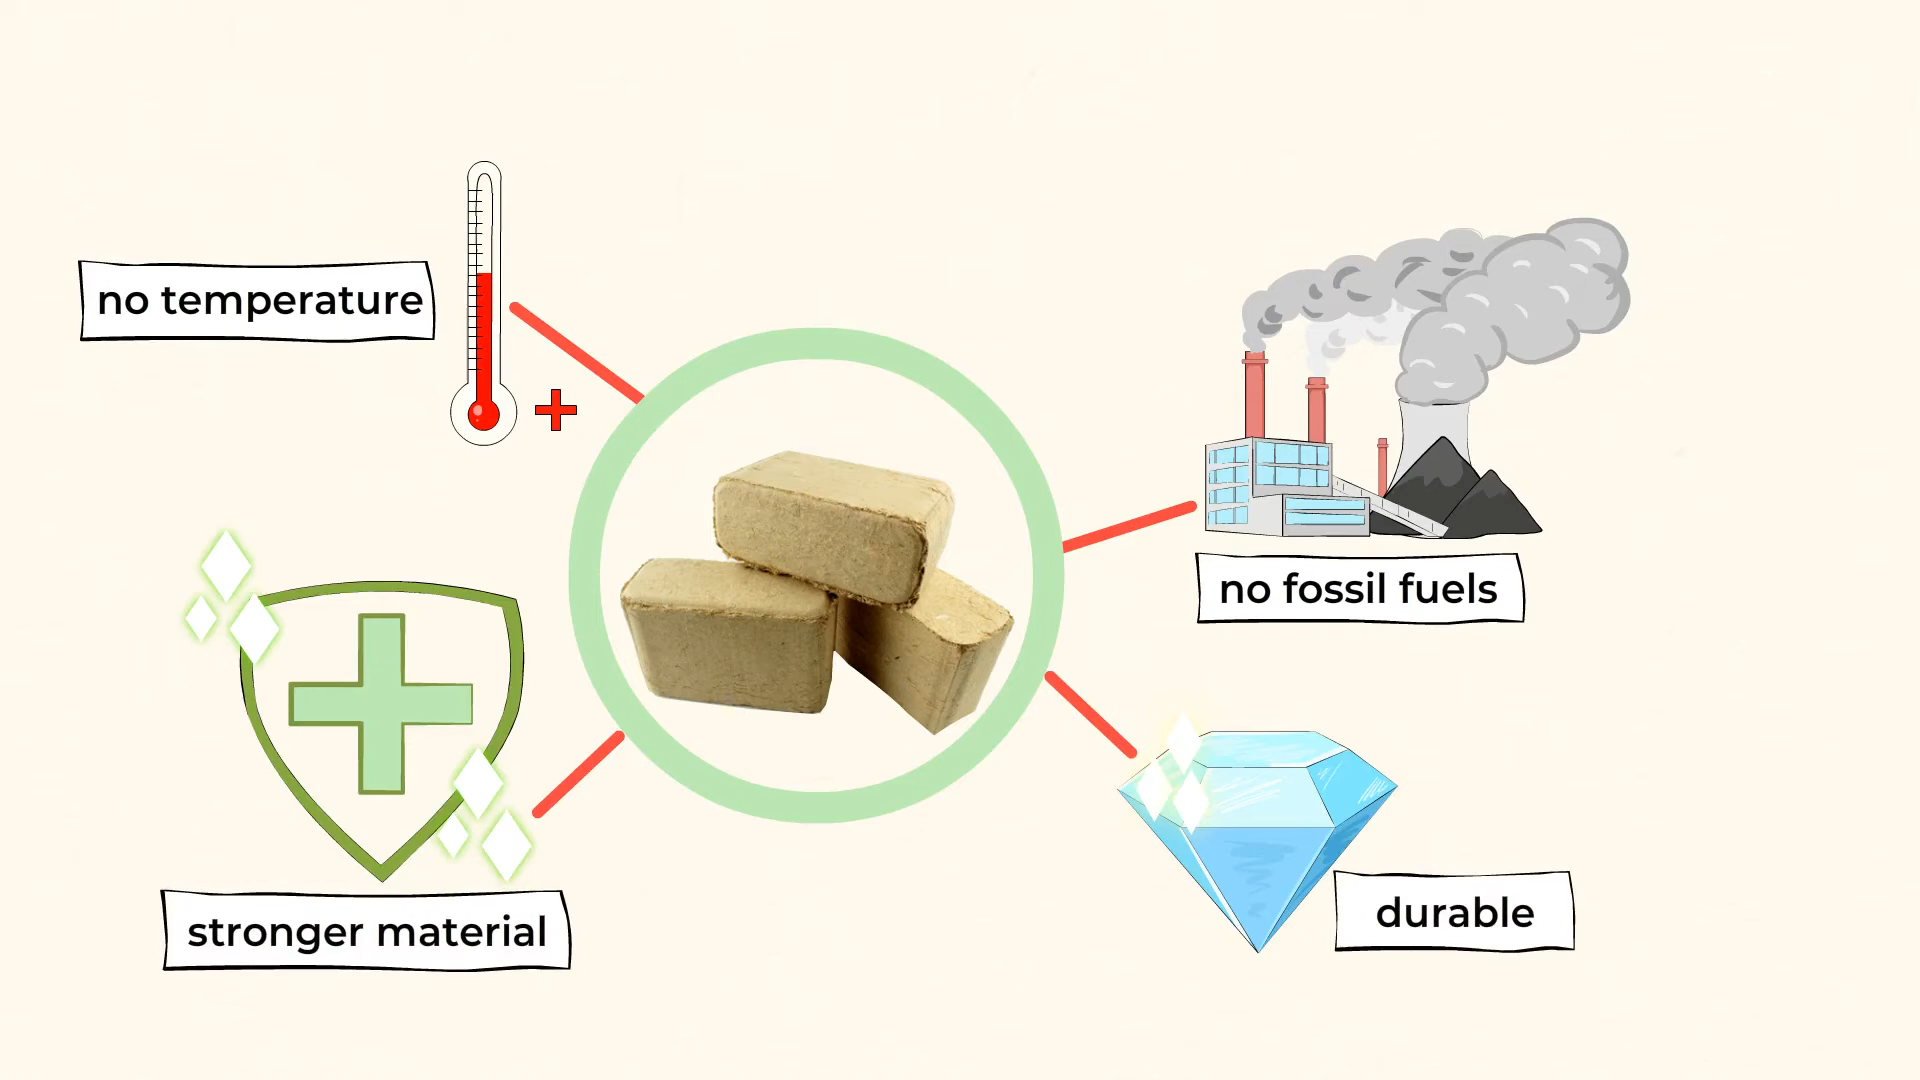 no temperature
no fossil fuels
stronger material
durable